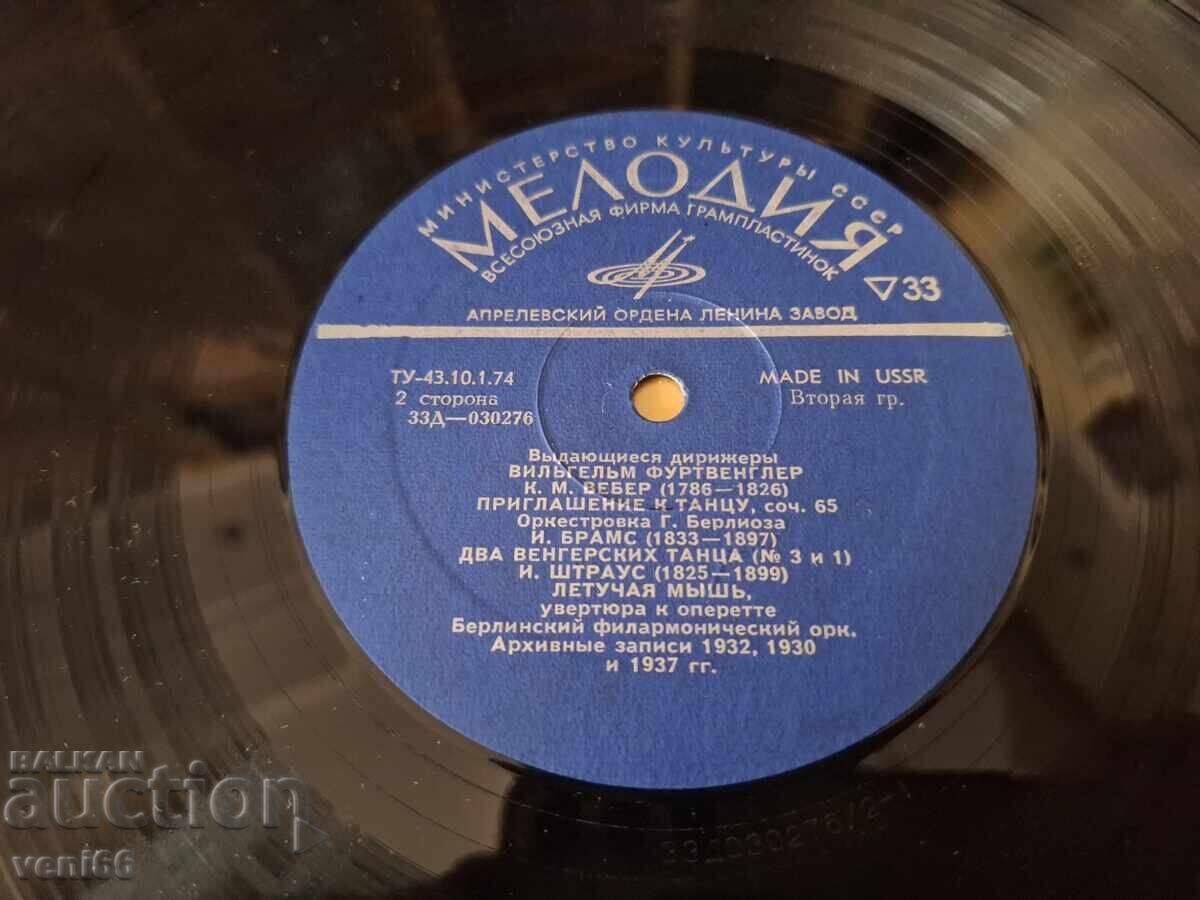 МИНИСТЕРСТВО КУЛЬТУРЫ СССР
МЕЛОДИЯ
ВСЕСОЮЗНАЯ ФИРМА ГРАМПЛАСТИНОК
▽33
АПРЕЛЕВСКИЙ ОРДЕНА ЛЕНИНА ЗАВОД
ТУ-43.10.1.74
MADE IN USSR
2 сторона
Вторая гр.
33Д—030276
Выдающиеся дирижеры
ВИЛЬГЕЛЬМ ФУРТВЕНГЛЕР
К. М. ВЕБЕР (1786—1826)
ПРИГЛАШЕНИЕ К ТАНЦУ, соч. 65
Оркестровка Г. Берлиоза
И. БРАМС (1833—1897)
ДВА ВЕНГЕРСКИХ ТАНЦА (№ 3 и 1)
И. ШТРАУС (1825—1899)
ЛЕТУЧАЯ МЫШЬ,
увертюра к оперетте
Берлинский филармонический орк.
Архивные записи 1932, 1930
и 1937 гг.
33Д030276/2-1
BALKAN
auction
veni66